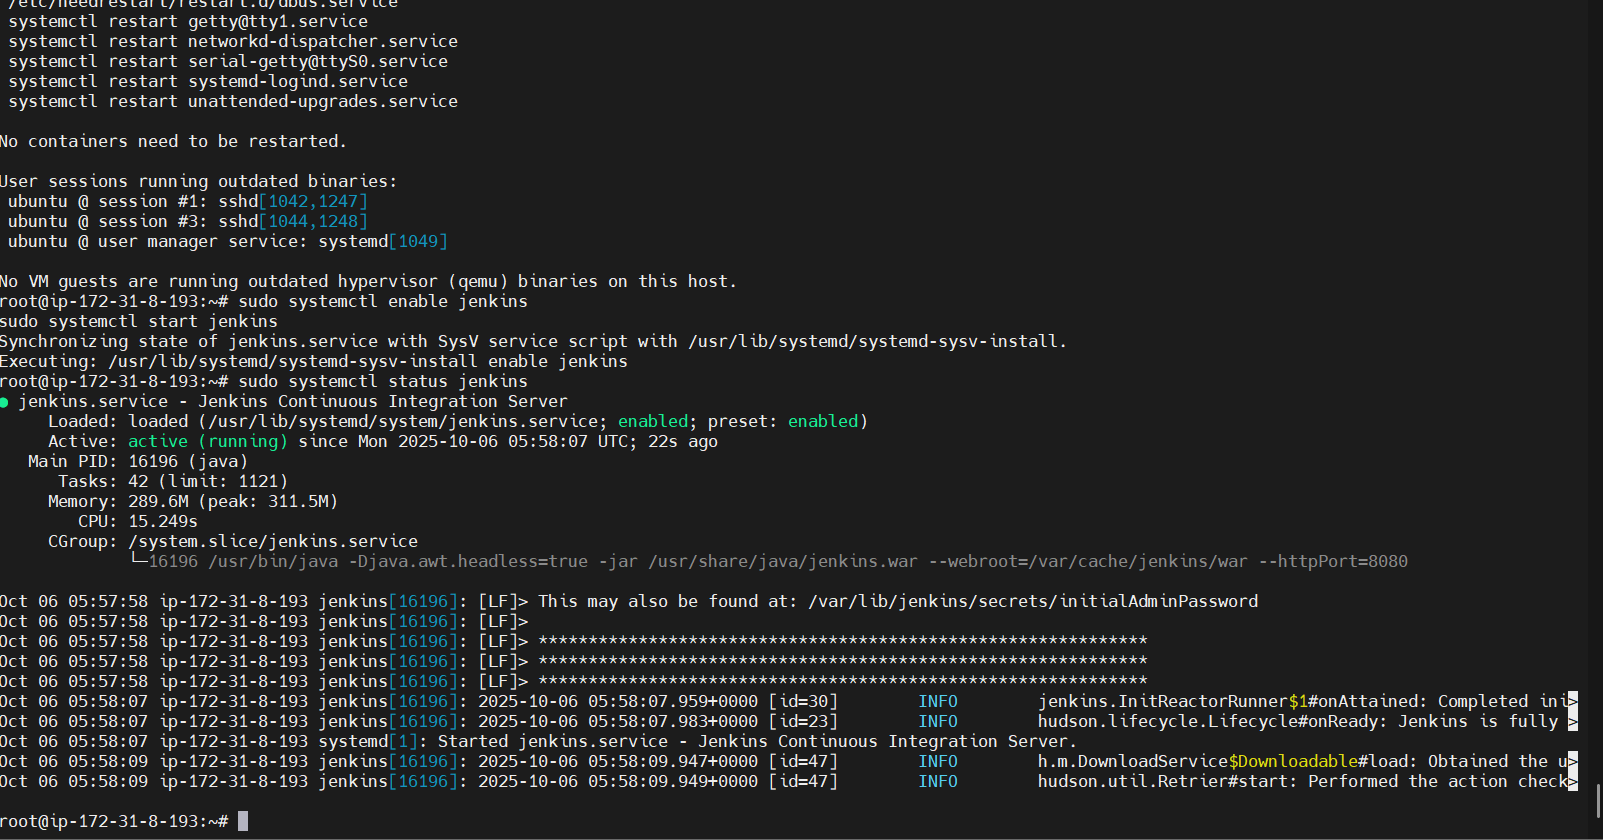 /etc/needrestart/restart.d/dbus.service
systemctl restart getty@tty1.service
systemctl restart networkd-dispatcher.service
systemctl restart serial-getty@ttyS0.service
systemctl restart systemd-logind.service
systemctl restart unattended-upgrades.service
No containers need to be restarted.
User sessions running outdated binaries:
ubuntu @ session #1: sshd[1042,1247]
ubuntu @ session #3: sshd[1044,1248]
ubuntu @ user manager service: systemd[1049]
No VM guests are running outdated hypervisor (qemu) binaries on this host.
root@ip-172-31-8-193:~# sudo systemctl enable jenkins
sudo systemctl start jenkins
Synchronizing state of jenkins.service with SysV service script with /usr/lib/systemd/systemd-sysv-install.
Executing: /usr/lib/systemd/systemd-sysv-install enable jenkins
root@ip-172-31-8-193:~# sudo systemctl status jenkins
● jenkins.service - Jenkins Continuous Integration Server
Loaded: loaded (/usr/lib/systemd/system/jenkins.service; enabled; preset: enabled)
Active: active (running) since Mon 2025-10-06 05:58:07 UTC; 22s ago
Main PID: 16196 (java)
Tasks: 42 (limit: 1121)
Memory: 289.6M (peak: 311.5M)
CPU: 15.249s
CGroup: /system.slice/jenkins.service
└─16196 /usr/bin/java -Djava.awt.headless=true -jar /usr/share/java/jenkins.war --webroot=/var/cache/jenkins/war --httpPort=8080
Oct 06 05:57:58 ip-172-31-8-193 jenkins[16196]: [LF]> This may also be found at: /var/lib/jenkins/secrets/initialAdminPassword
Oct 06 05:57:58 ip-172-31-8-193 jenkins[16196]: [LF]>
Oct 06 05:57:58 ip-172-31-8-193 jenkins[16196]: [LF]> *************************************************************
Oct 06 05:57:58 ip-172-31-8-193 jenkins[16196]: [LF]> *************************************************************
Oct 06 05:57:58 ip-172-31-8-193 jenkins[16196]: [LF]> *************************************************************
Oct 06 05:58:07 ip-172-31-8-193 jenkins[16196]: 2025-10-06 05:58:07.959+0000 [id=30] INFO jenkins.InitReactorRunner$1#onAttained: Completed ini>
Oct 06 05:58:07 ip-172-31-8-193 jenkins[16196]: 2025-10-06 05:58:07.983+0000 [id=23] INFO hudson.lifecycle.Lifecycle#onReady: Jenkins is fully >
Oct 06 05:58:07 ip-172-31-8-193 systemd[1]: Started jenkins.service - Jenkins Continuous Integration Server.
Oct 06 05:58:09 ip-172-31-8-193 jenkins[16196]: 2025-10-06 05:58:09.947+0000 [id=47] INFO h.m.DownloadService$Downloadable#load: Obtained the u>
Oct 06 05:58:09 ip-172-31-8-193 jenkins[16196]: 2025-10-06 05:58:09.949+0000 [id=47] INFO hudson.util.Retrier#start: Performed the action check>
root@ip-172-31-8-193:~#